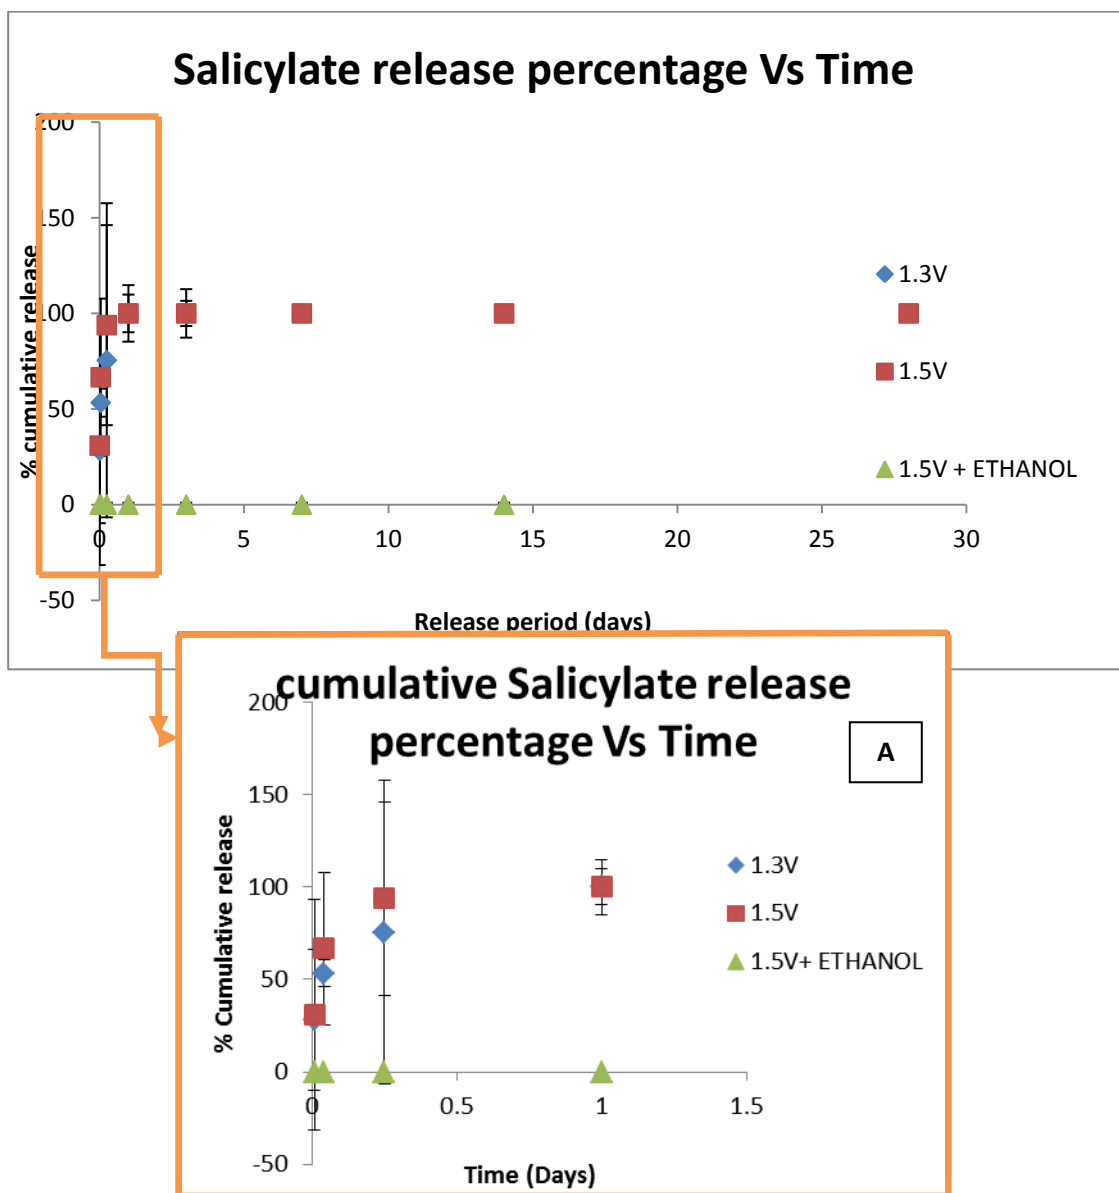 Salicylate release percentage Vs Time
200
150
100
50
0
-50
% cumulative release
0 5 10 15 20 25 30
Release period (days)
1.3V
1.5V
1.5V + ETHANOL
cumulative Salicylate release
percentage Vs Time
A
200
150
100
50
0
-50
% Cumulative release
0 0.5 1 1.5
Time (Days)
1.3V
1.5V
1.5V+ ETHANOL